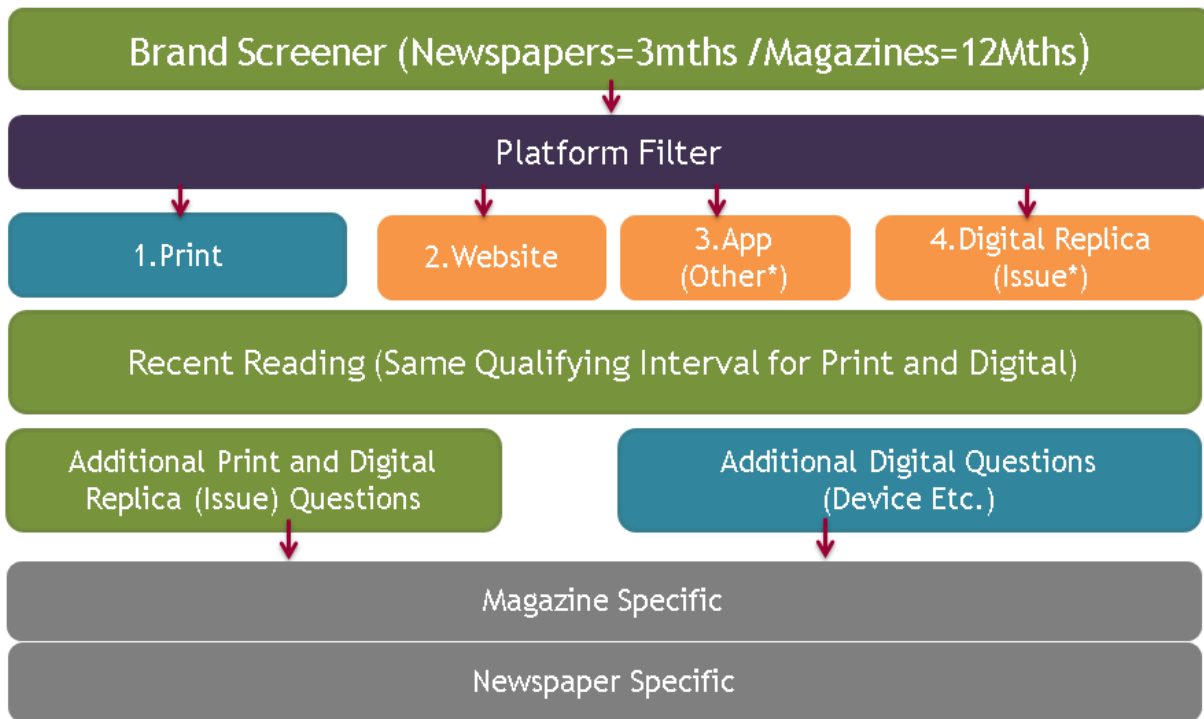 Brand Screener (Newspapers=3mths /Magazines=12Mths)
Platform Filter
1.Print
2.Website
3.App
(Other*)
4.Digital Replica
(Issue*)
Recent Reading (Same Qualifying Interval for Print and Digital)
Additional Print and Digital
Replica (Issue) Questions
Additional Digital Questions
(Device Etc.)
Magazine Specific
Newspaper Specific